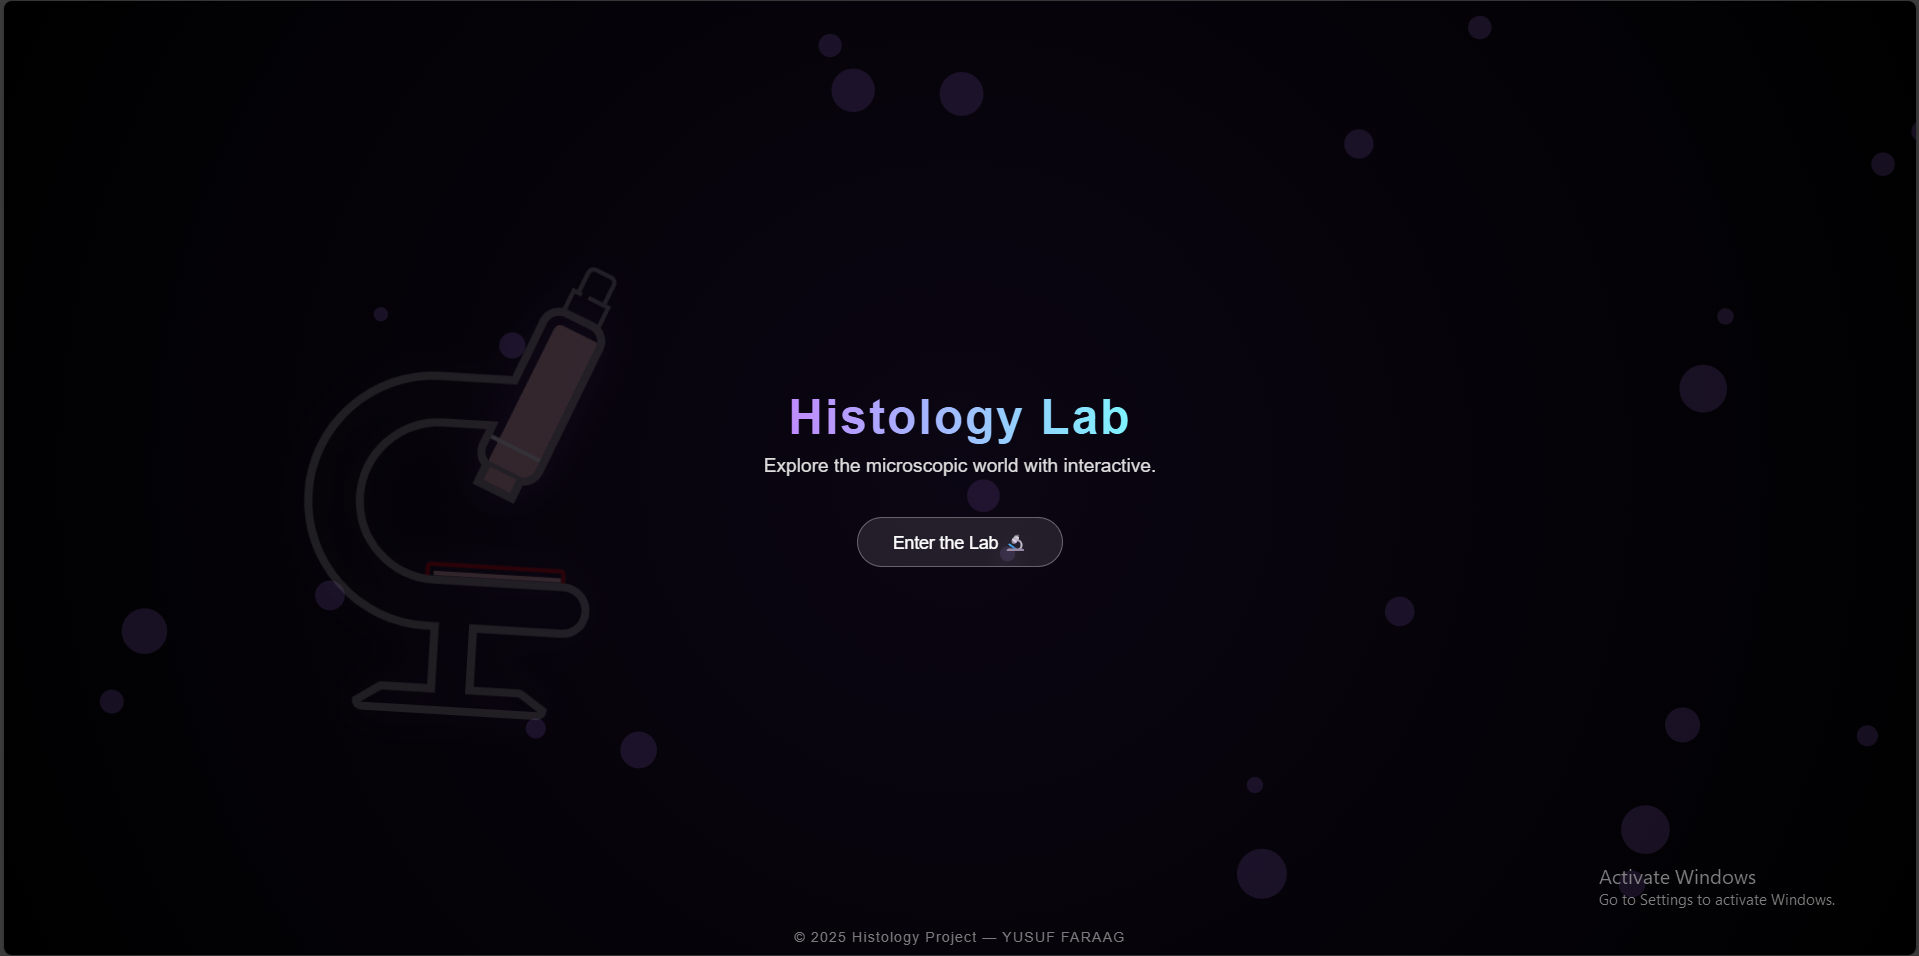 Histology Lab
Explore the microscopic world with interactive.
Enter the Lab 🔬
Activate Windows
Go to Settings to activate Windows.
© 2025 Histology Project — YUSUF FARAAG